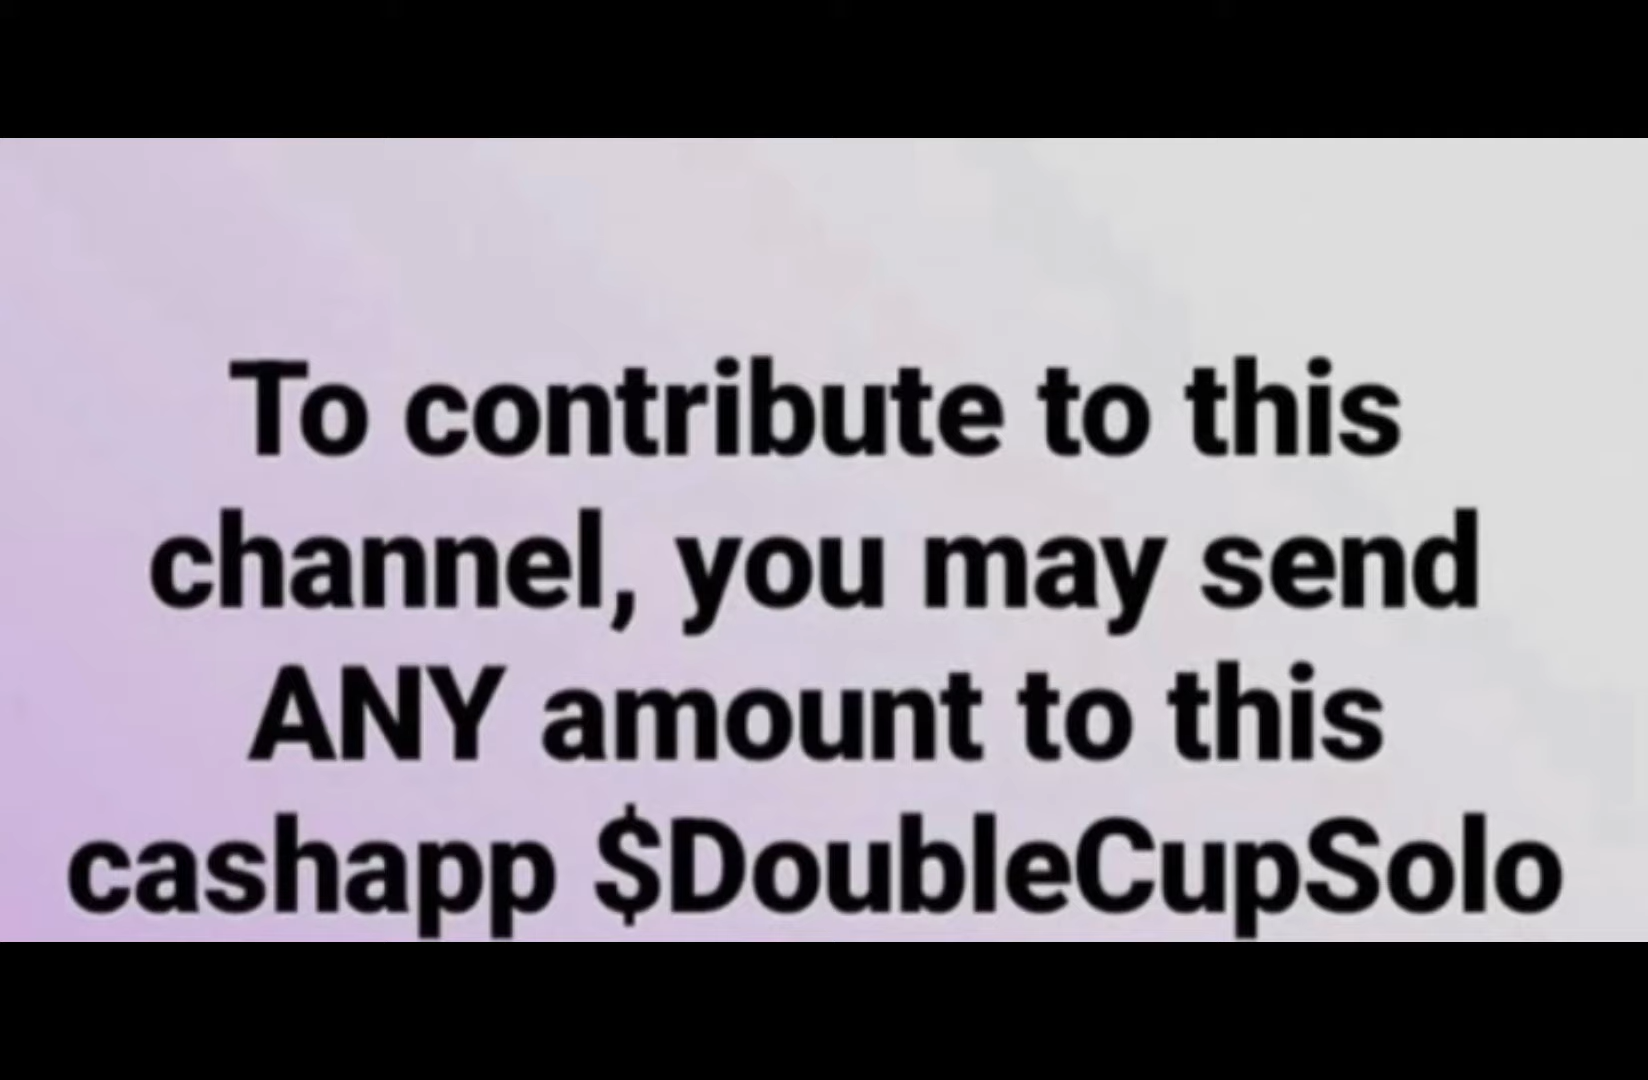 To contribute to this
channel, you may send
ANY amount to this
cashapp $DoubleCupSolo